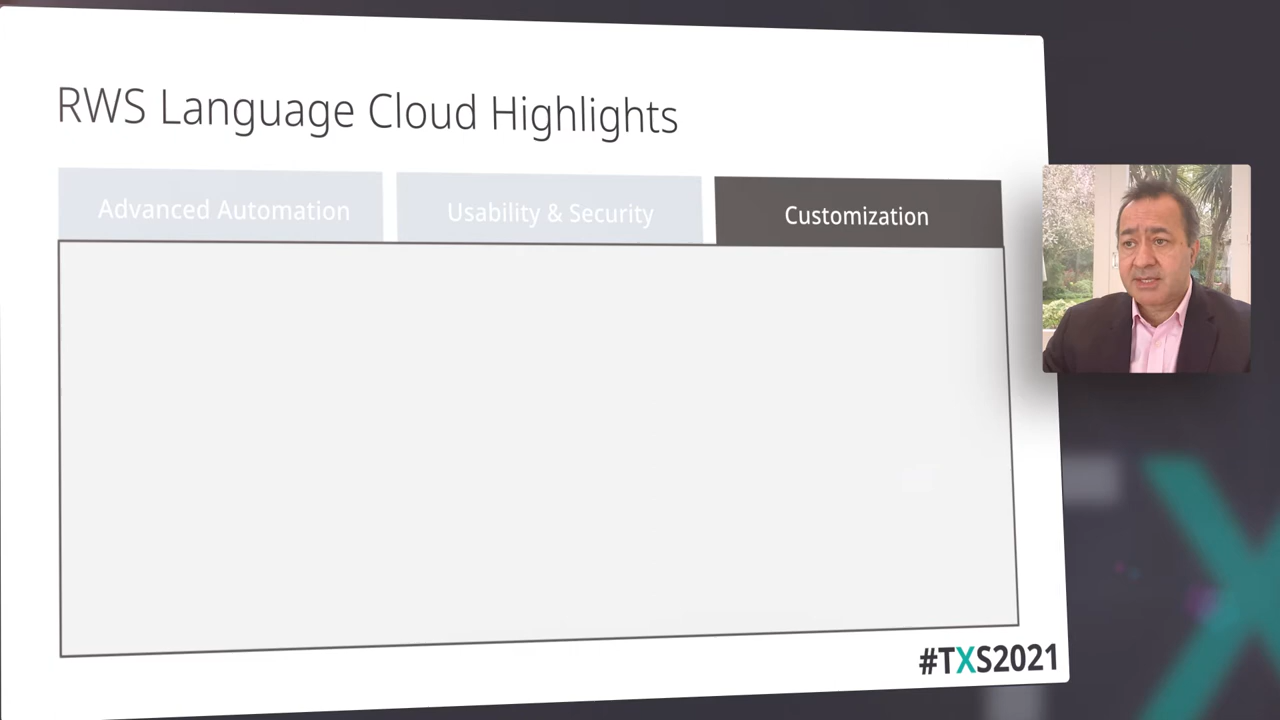 RWS Language Cloud Highlights
Advanced Automation
Usability & Security
Customization
#TXS2021